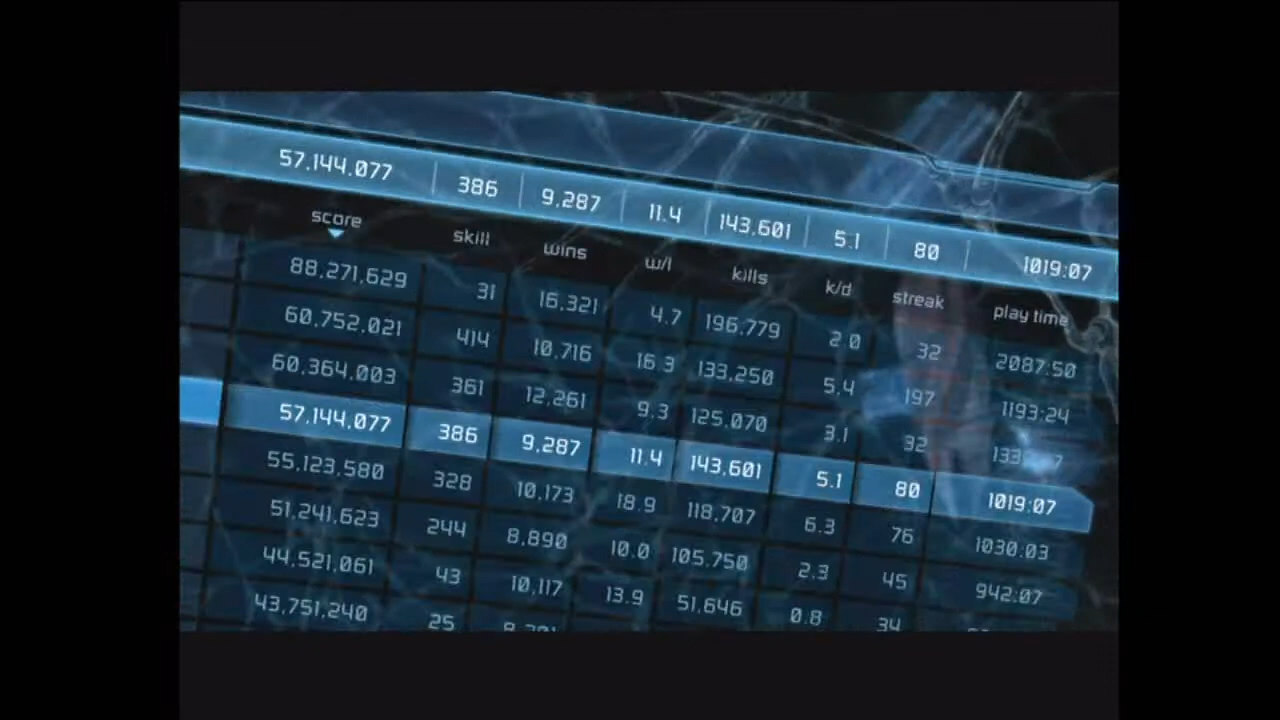 57,144,077 386 9,287 11.4 143,601 5.1 80 1019:07
score skill wins w/l kills k/d streak play time
88,271,629 31 16,321 4.7 196,779 2.0 32 2087:50
60,752,021 414 10,716 16.3 133,250 5.4 197 1193:24
60,364,003 361 12,261 9.3 125,070 3.1 32
57,144,077 386 9,287 11.4 143,601 5.1 80 1019:07
55,123,580 328 10,173 18.9 118,707 6.3 76 1030:03
51,241,623 244 8,890 10.0 105,750 2.3 45 942:07
44,521,061 43 10,117 13.9 51,646 0.8 34
43,751,240 25